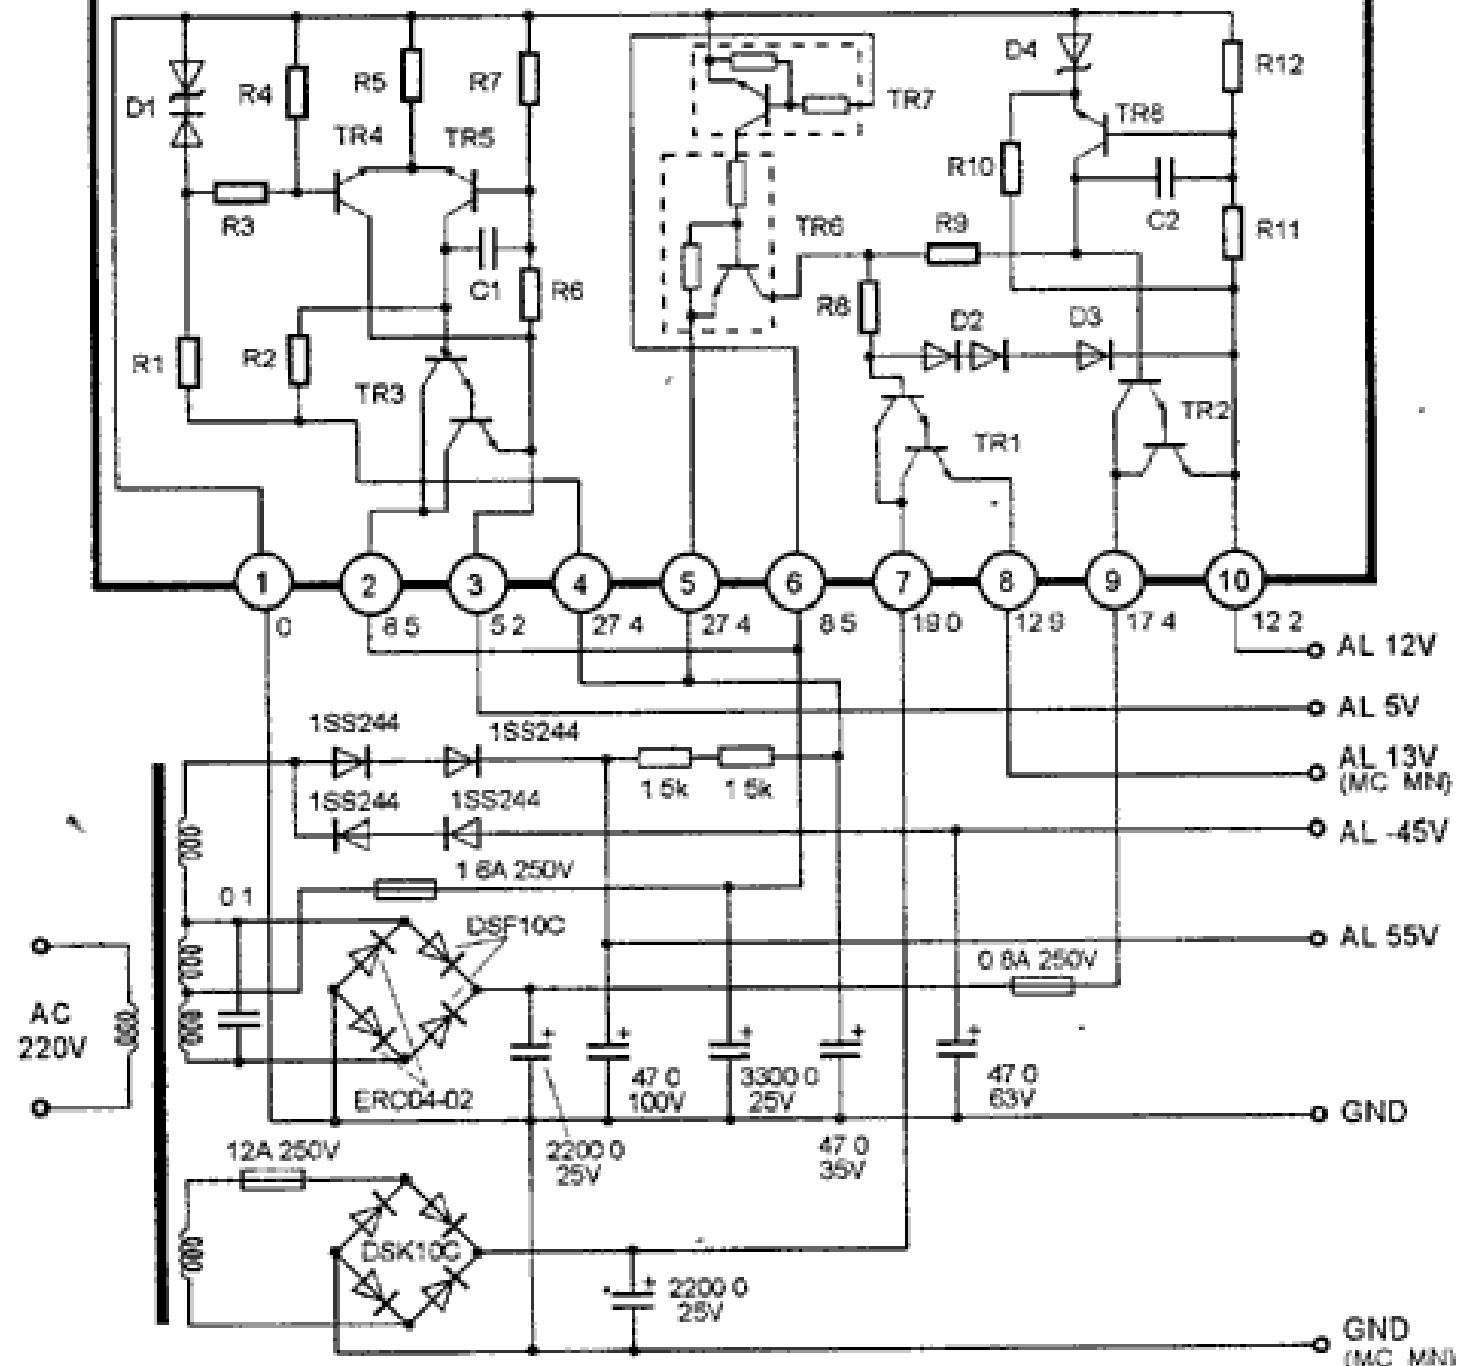 D4
R12
D1
R4
R5
R7
TR7
TR4
TR5
TR8
R10
R3
TR6
R9
C2
R11
C1
R6
R8
D2
D3
R1
R2
TR3
TR2
TR1
1
2
3
4
5
6
7
8
9
10
0
8 5
5 2
27 4
27 4
8 5
19 0
12 9
17 4
12 2
AL 12V
AL 5V
1SS244
1SS244
AL 13V
(MC MN)
1 5k
1 5k
1SS244
1SS244
AL -45V
1 6A 250V
0 1
DSF10C
AL 55V
0 8A 250V
AC
220V
+
+
+
+
+
47 0
100V
3300 0
25V
47 0
63V
ERC04-02
GND
12A 250V
2200 0
25V
47 0
35V
DSK10C
+
2200 0
25V
GND
(MC MN)